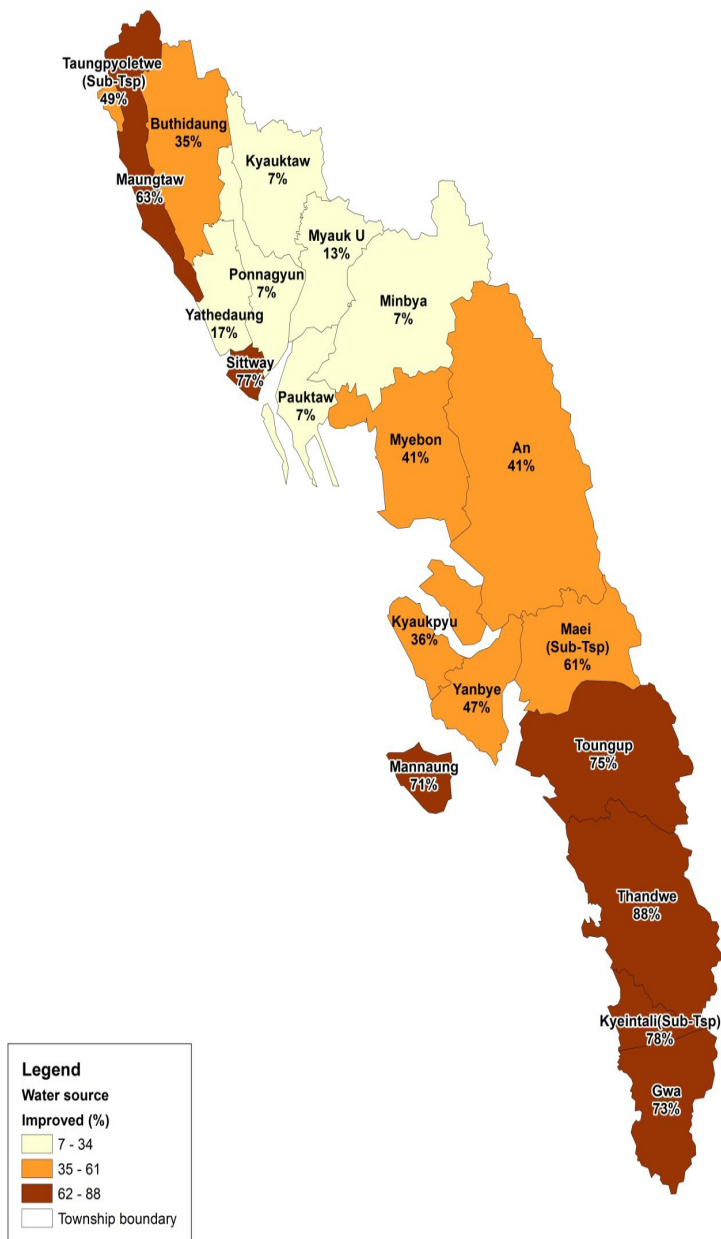 Taungpyoletwe
(Sub-Tsp)
49%
Buthidaung
35%
Kyauktaw
7%
Maungtaw
63%
Myauk U
13%
Ponnagyun
7%
Minbya
7%
Yathedaung
17%
Sittway
77%
Pauktaw
7%
Myebon
41%
An
41%
Kyaukpyu
36%
Maei
(Sub-Tsp)
61%
Yanbye
47%
Toungup
75%
Mannaung
71%
Thandwe
88%
Kyeintali(Sub-Tsp)
78%
Gwa
73%
Legend
Water source
Improved (%)
7 - 34
35 - 61
62 - 88
Township boundary